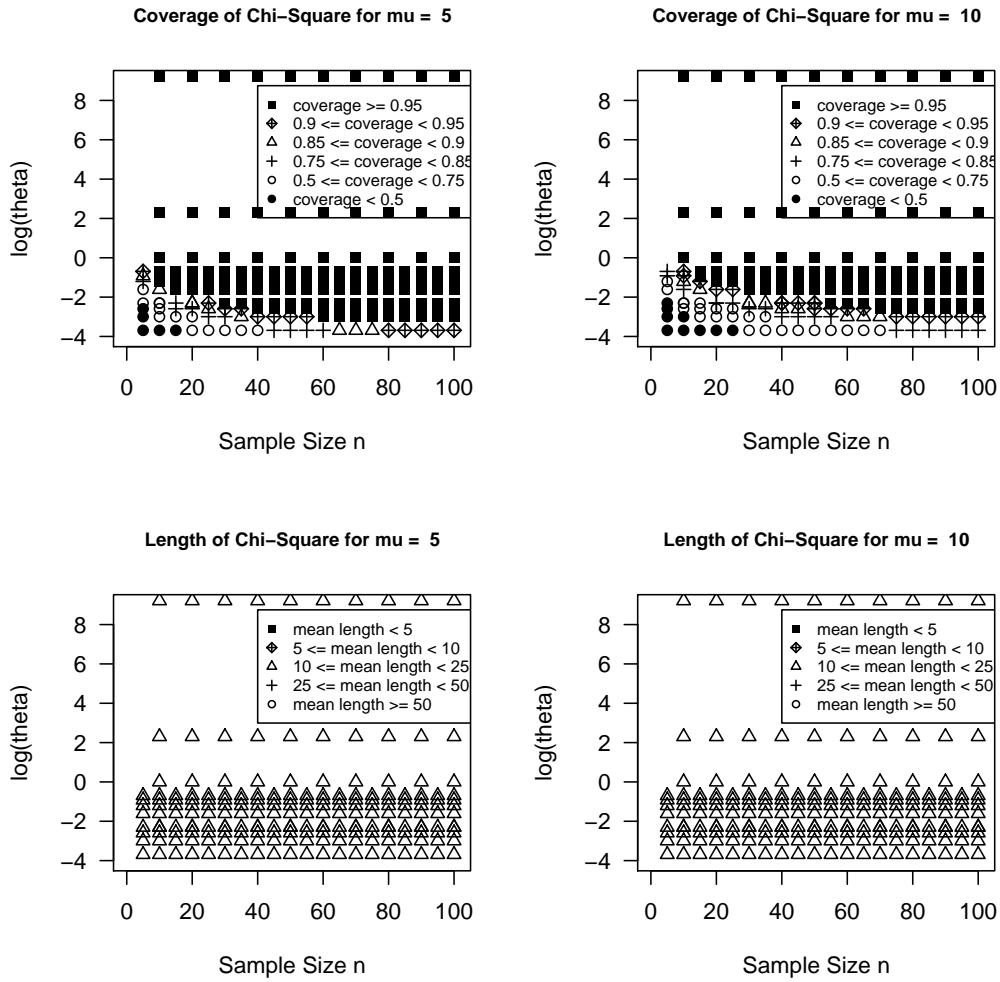 Coverage of Chi−Square for mu = 5
log(theta)
8
6
4
2
0
−2
−4
coverage >= 0.95
0.9 <= coverage < 0.95
0.85 <= coverage < 0.9
0.75 <= coverage < 0.85
0.5 <= coverage < 0.75
coverage < 0.5
0 20 40 60 80 100
Sample Size n
Coverage of Chi−Square for mu = 10
log(theta)
8
6
4
2
0
−2
−4
coverage >= 0.95
0.9 <= coverage < 0.95
0.85 <= coverage < 0.9
0.75 <= coverage < 0.85
0.5 <= coverage < 0.75
coverage < 0.5
0 20 40 60 80 100
Sample Size n
Length of Chi−Square for mu = 5
log(theta)
8
6
4
2
0
−2
−4
mean length < 5
5 <= mean length < 10
10 <= mean length < 25
25 <= mean length < 50
mean length >= 50
0 20 40 60 80 100
Sample Size n
Length of Chi−Square for mu = 10
log(theta)
8
6
4
2
0
−2
−4
mean length < 5
5 <= mean length < 10
10 <= mean length < 25
25 <= mean length < 50
mean length >= 50
0 20 40 60 80 100
Sample Size n